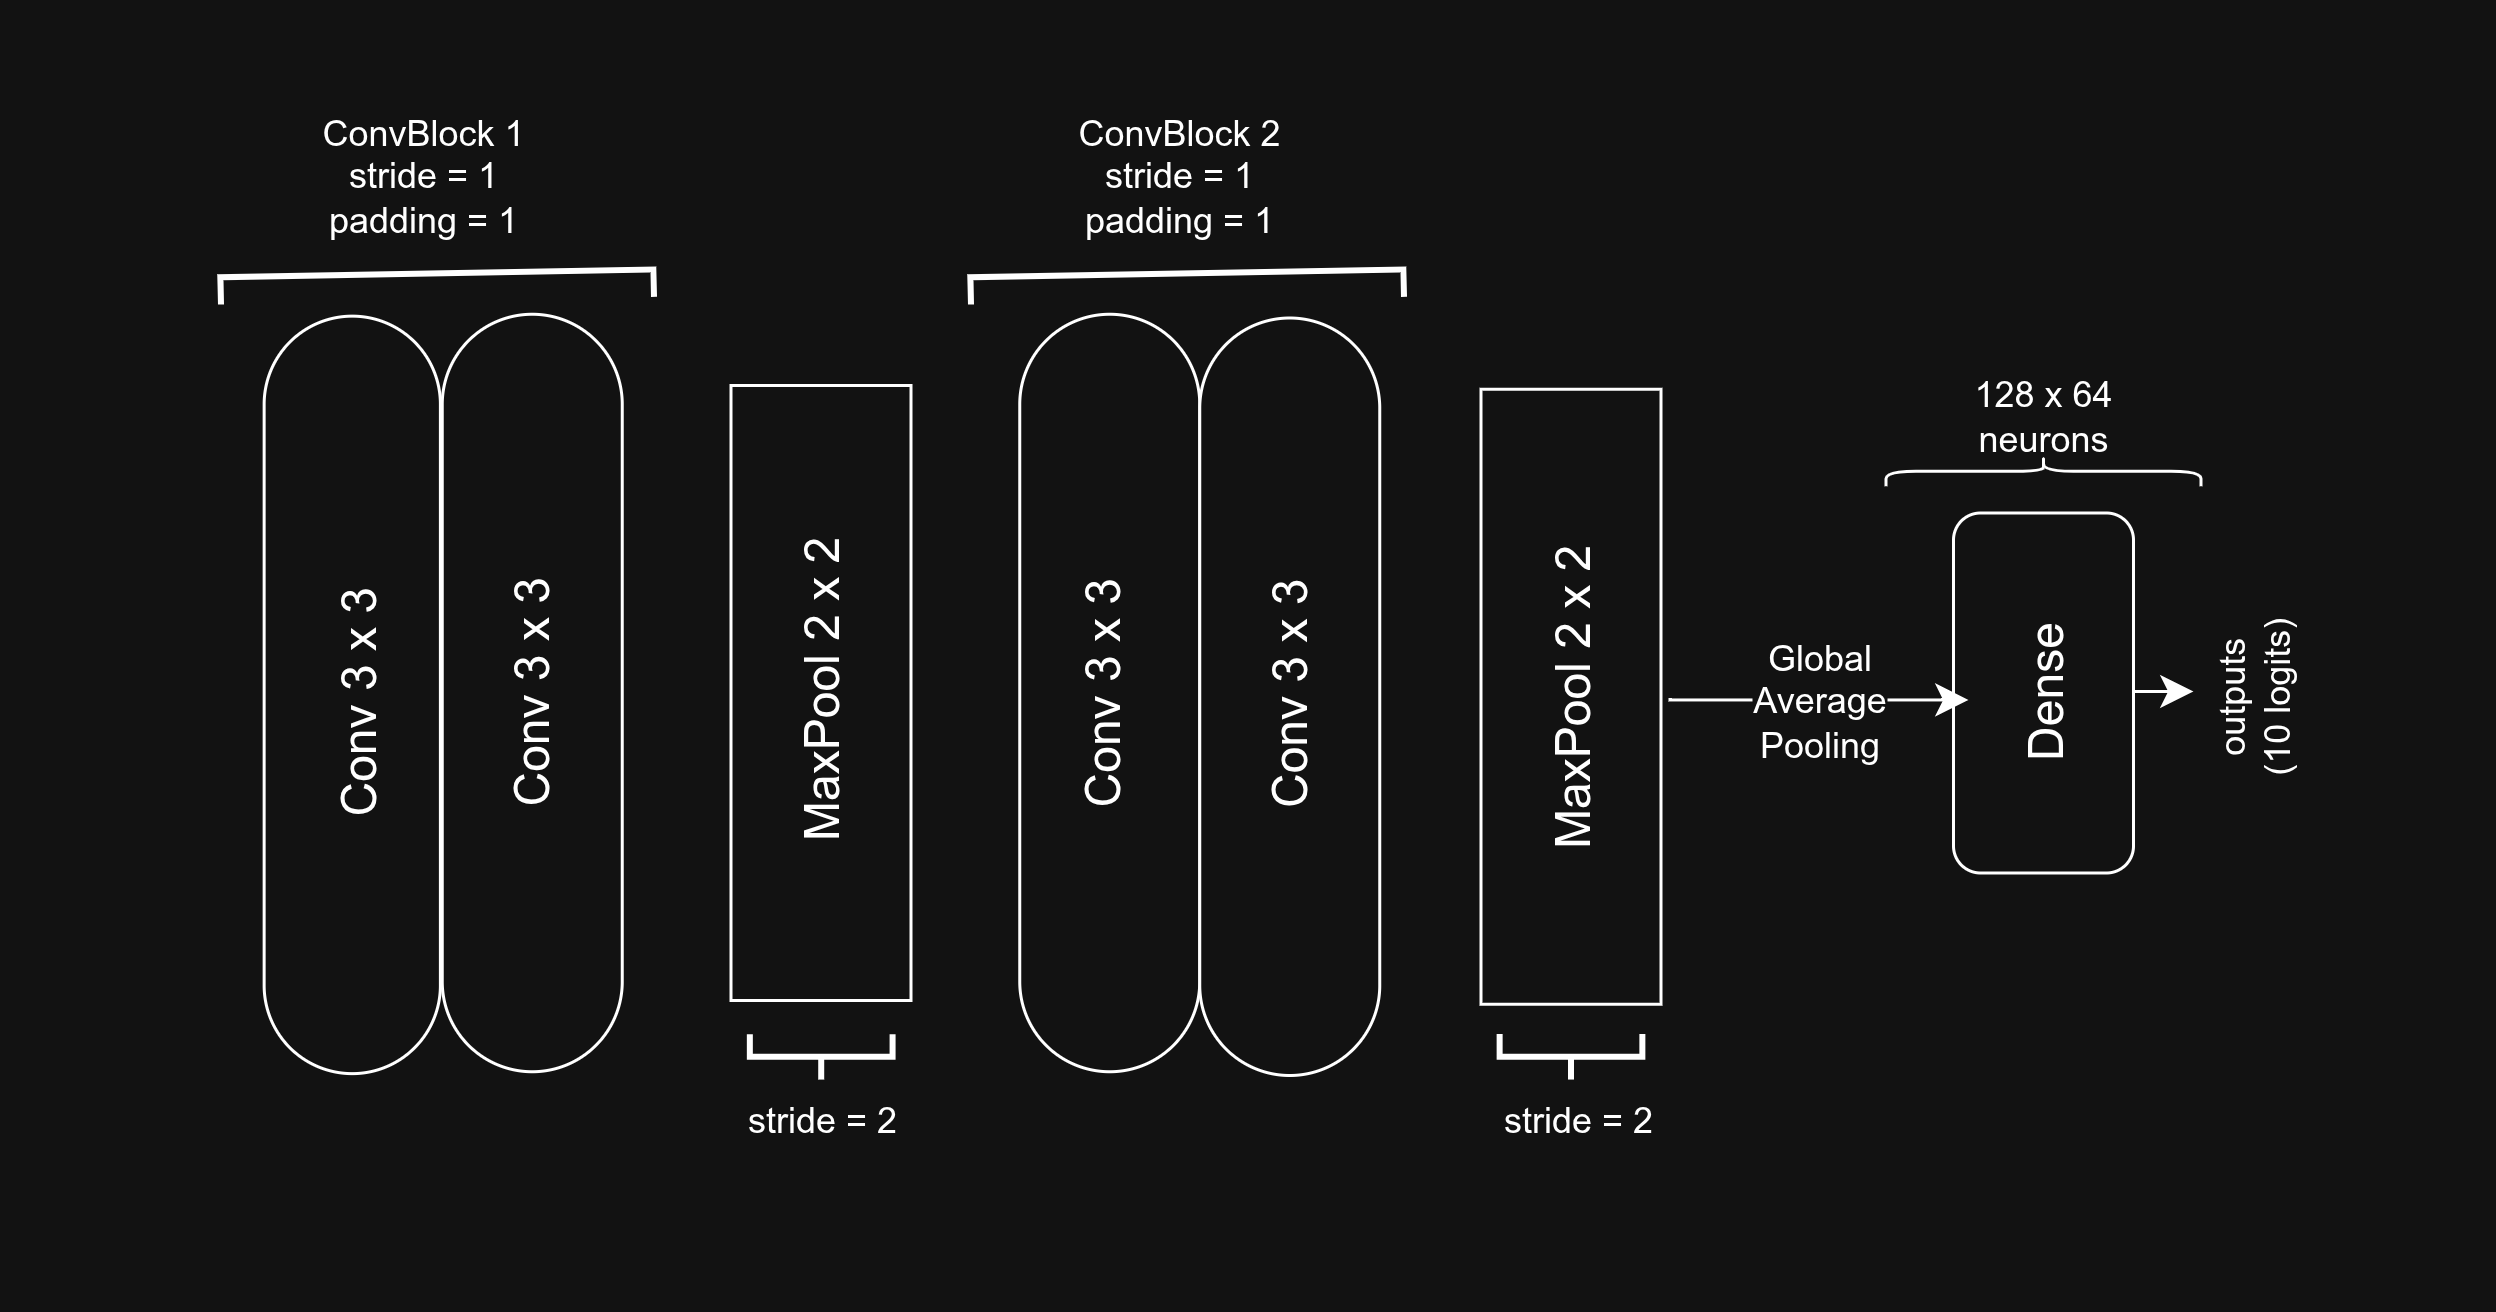 ConvBlock 1
stride = 1
padding = 1
ConvBlock 2
stride = 1
padding = 1
Conv 3 x 3
Conv 3 x 3
MaxPool 2 x 2
stride = 2
Conv 3 x 3
Conv 3 x 3
MaxPool 2 x 2
stride = 2
Global
Average
Pooling
128 x 64
neurons
Dense
outputs
(10 logits)